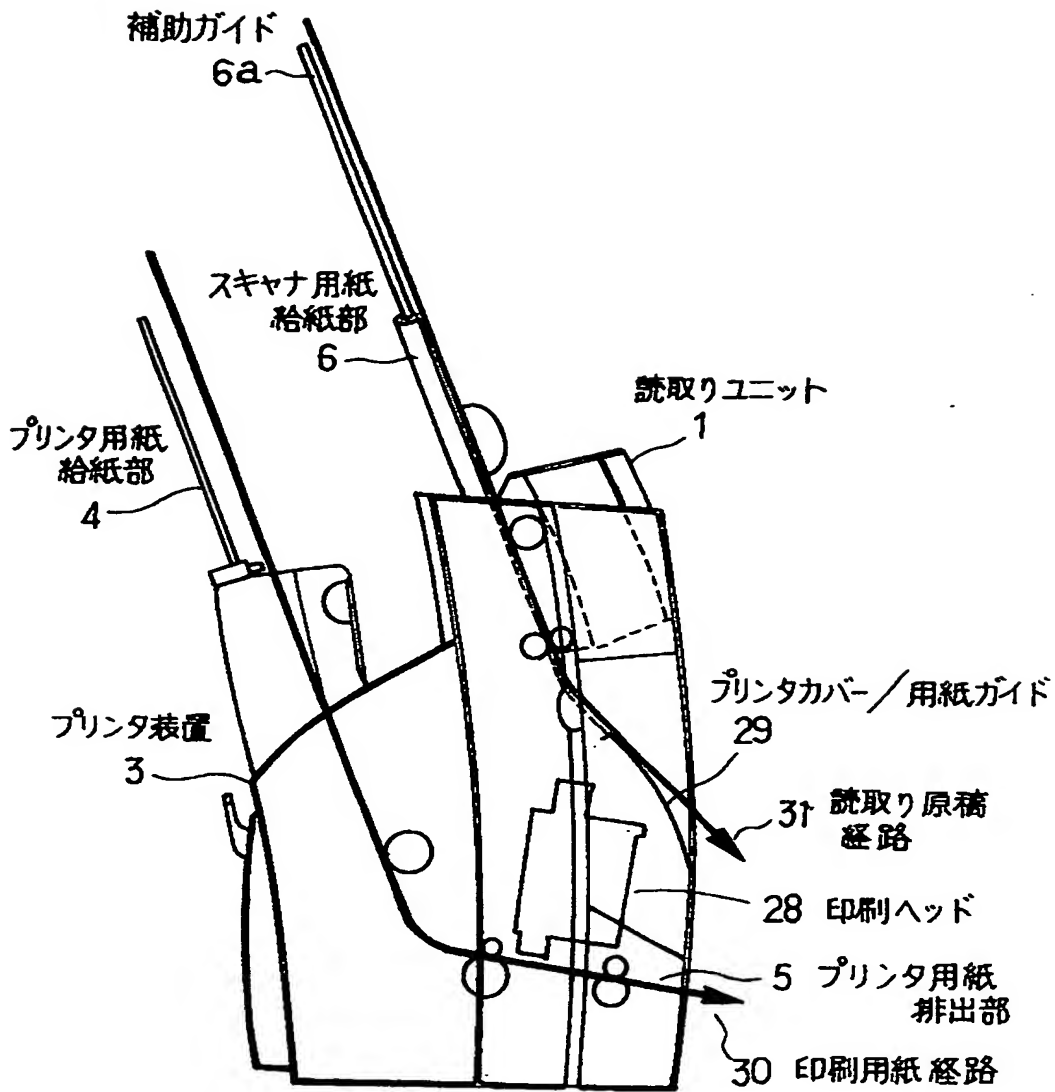 補助ガイド
6a
スキャナ用紙
給紙部
6
読取りユニット
1
プリンタ用紙
給紙部
4
プリンタカバー/用紙ガイド
29
プリンタ装置
3
31 読取り原稿
経路
28 印刷ヘッド
5 プリンタ用紙
排出部
30 印刷用紙経路